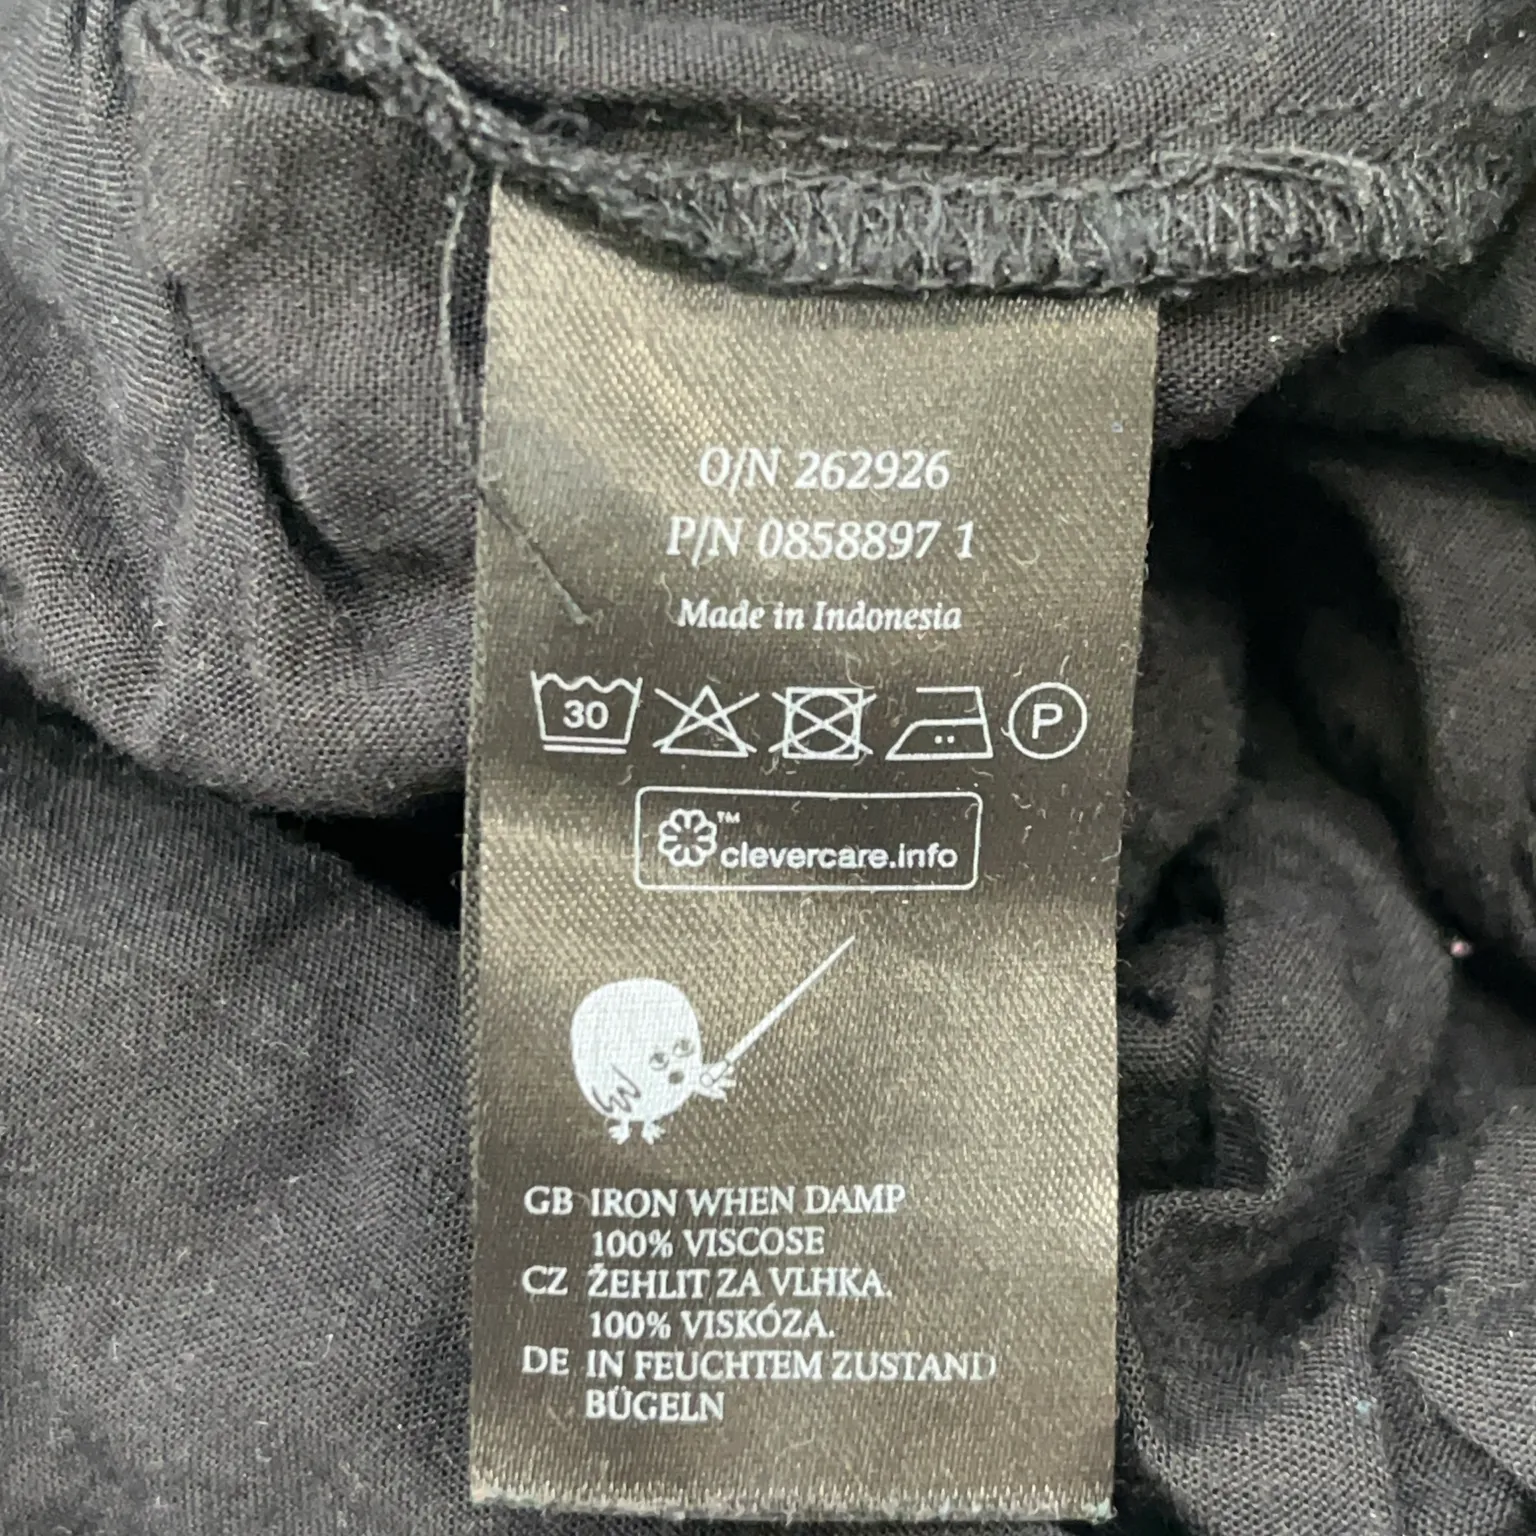 O/N 262926
P/N 0858897 1
Made in Indonesia
30 P
™ clevercare.info
GB IRON WHEN DAMP
100% VISCOSE
CZ ŽEHLIT ZA VLHKA.
100% VISKÓZA.
DE IN FEUCHTEM ZUSTAND
BÜGELN